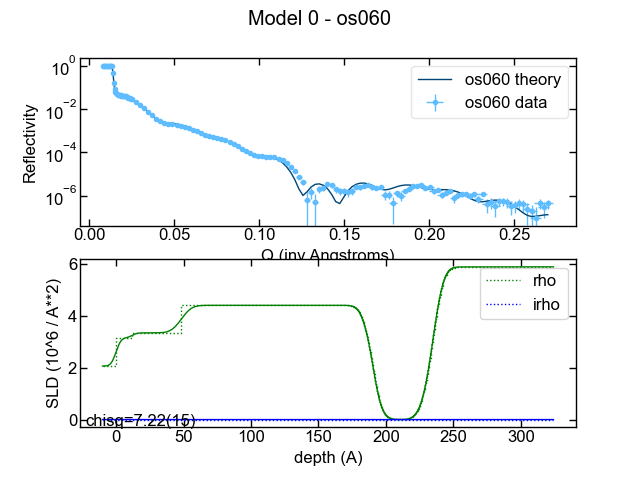 Model 0 - os060
10^0
10^-2
10^-4
10^-6
Reflectivity
os060 theory
os060 data
0.00 0.05 0.10 0.15 0.20 0.25
Q (inv Angstroms)
6
4
2
0
SLD (10^6 / A**2)
rho
irho
chisq=7.22(15)
0 50 100 150 200 250 300
depth (A)